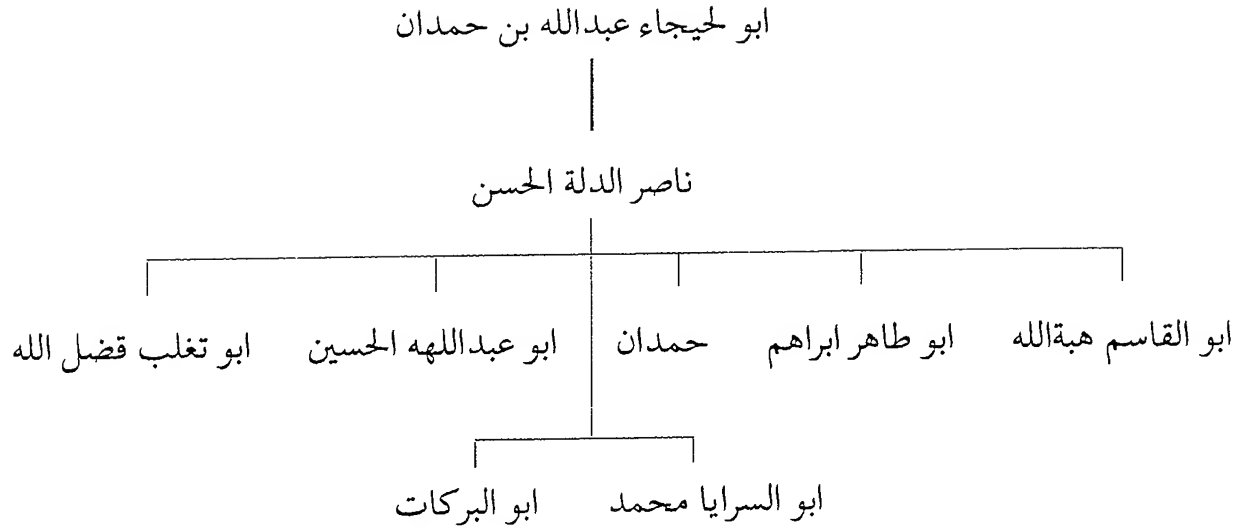 ابو لحيجاء عبدالله بن حمدان
ناصر الدلة الحسن
ابو القاسم هبةالله ابو طاهر ابراهم حمدان ابو عبداللهه الحسين ابو تغلب قضل الله
ابو السرايا محمد ابو البركات